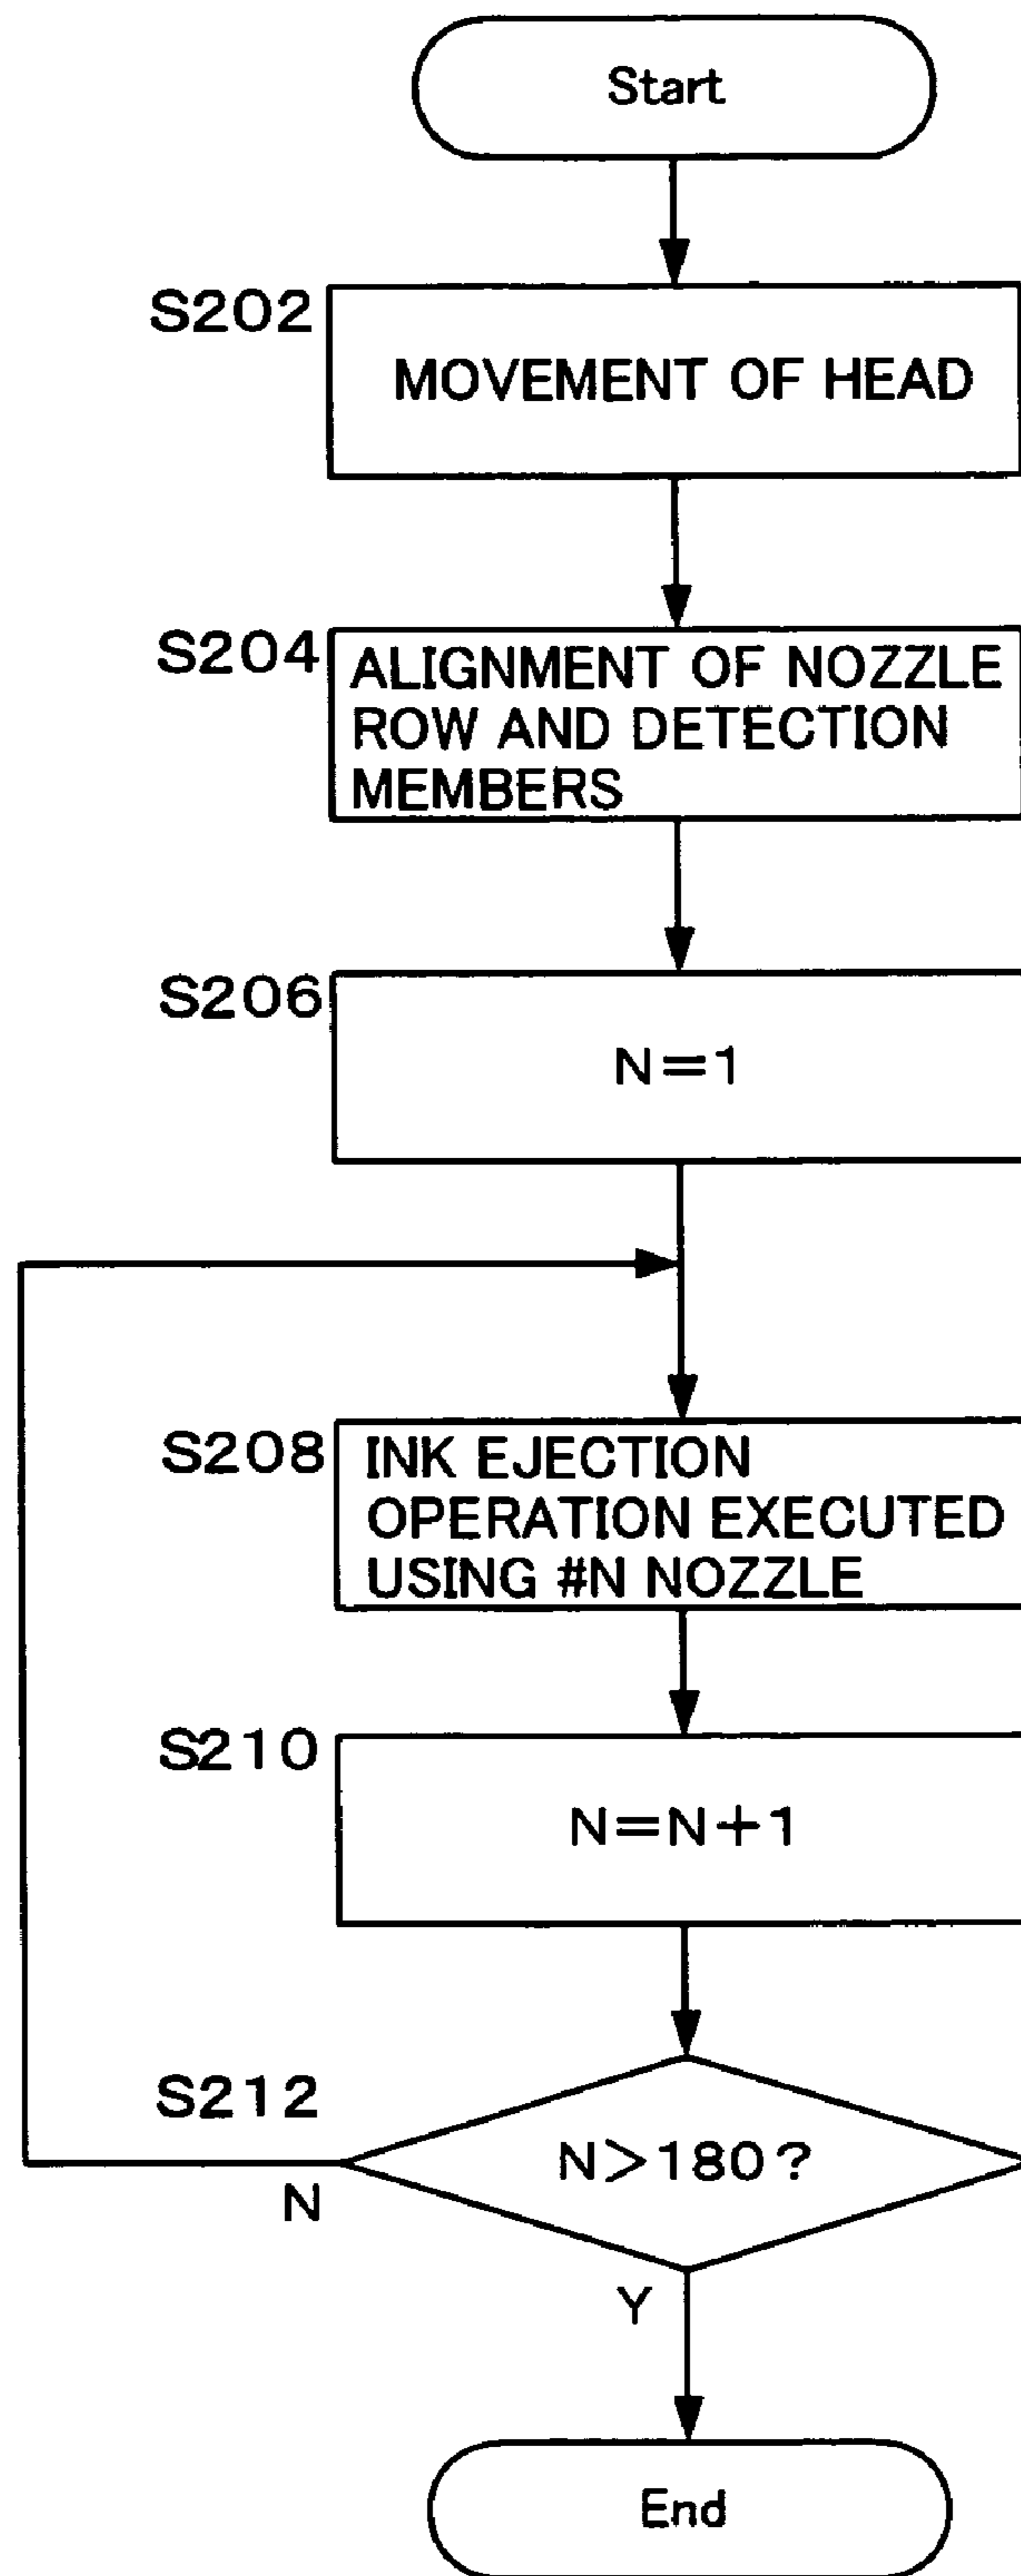 Start
S202
MOVEMENT OF HEAD
S204
ALIGNMENT OF NOZZLE
ROW AND DETECTION
MEMBERS
S206
N=1
S208
INK EJECTION
OPERATION EXECUTED
USING #N NOZZLE
S210
N=N+1
S212
N>180?
N
Y
End